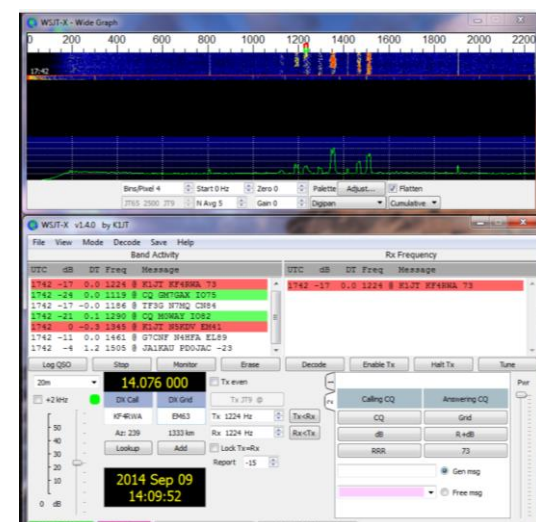 WSJT-X - Wide Graph
0 200 400 600 800 1000 1200 1400 1600 1800 2000 2200
17:42
Bins/Pixel 4 Start 0 Hz Zero 0 Palette Adjust... Flatten
JT65 2500 JT9 N Avg 5 Gain 0 Digpan Cumulative
WSJT-X v1.4.0 by K1JT
File View Mode Decode Save Help
Band Activity Rx Frequency
UTC dB DT Freq Message UTC dB DT Freq Message
1742 -17 0.0 1224 @ K1JT KF4RWA 73 1742 -17 0.0 1224 @ K1JT KF4RWA 73
1742 -24 0.0 1119 @ CQ GM7GAX IO75
1742 -17 -0.0 1186 @ TF3G N7MQ CN84
1742 -21 0.1 1290 @ CQ M0WAY IO82
1742 0 -0.3 1345 @ K1JT N5KDV EM41
1742 -11 0.0 1461 @ G7CNF N4HFA EL89
1742 -4 1.2 1505 @ JA1KAU PD0JAC -23
Log QSO Stop Monitor Erase Decode Enable Tx Halt Tx Tune
20m 14.076 000 Tx even Pwr
+2 kHz DX Call DX Grid Tx JT9 @ Calling CQ Answering CQ
KF4RWA EM63 Tx 1224 Hz Tx<Rx CQ Grid
50 Az: 239 1333 km Rx 1224 Hz Rx<Tx dB R+dB
40 Lookup Add Lock Tx=Rx RRR 73
30 Report -15
20 2014 Sep 09 Gen msg
10 14:09:52 Free msg
0 dB